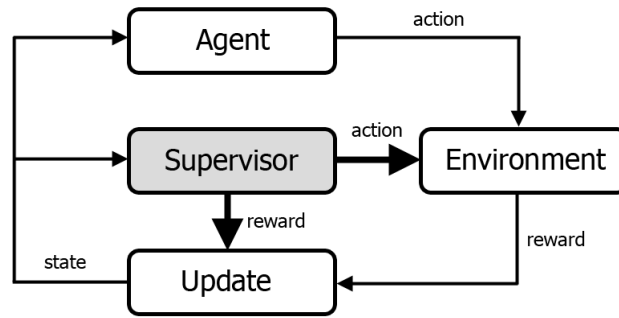 Agent
action
action
Supervisor
Environment
reward
reward
state
Update